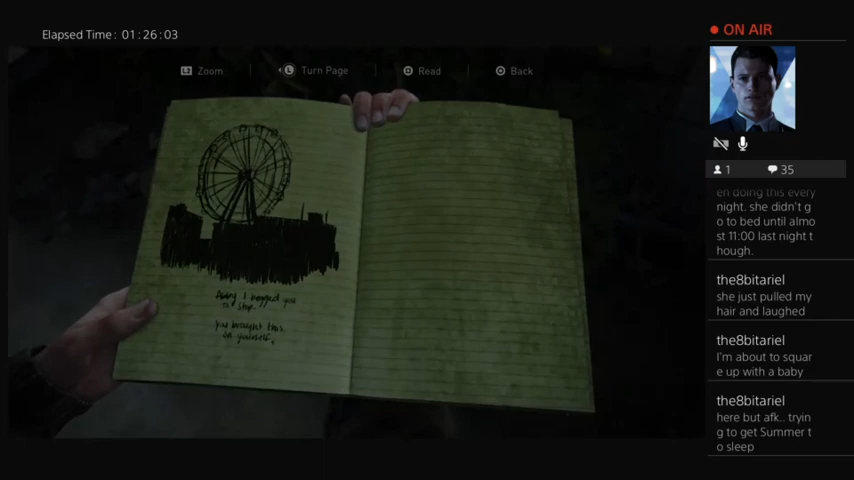 Elapsed Time: 01:26:03
ON AIR
L2 Zoom
L Turn Page
Read
Back
1
35
en doing this every
night. she didn't g
o to bed until almo
st 11:00 last night t
hough.
the8bitariel
she just pulled my
hair and laughed
the8bitariel
I'm about to squar
e up with a baby
the8bitariel
here but afk.. tryin
g to get Summer t
o sleep
Abby I begged you
to stop.
You brought this
on yourself.